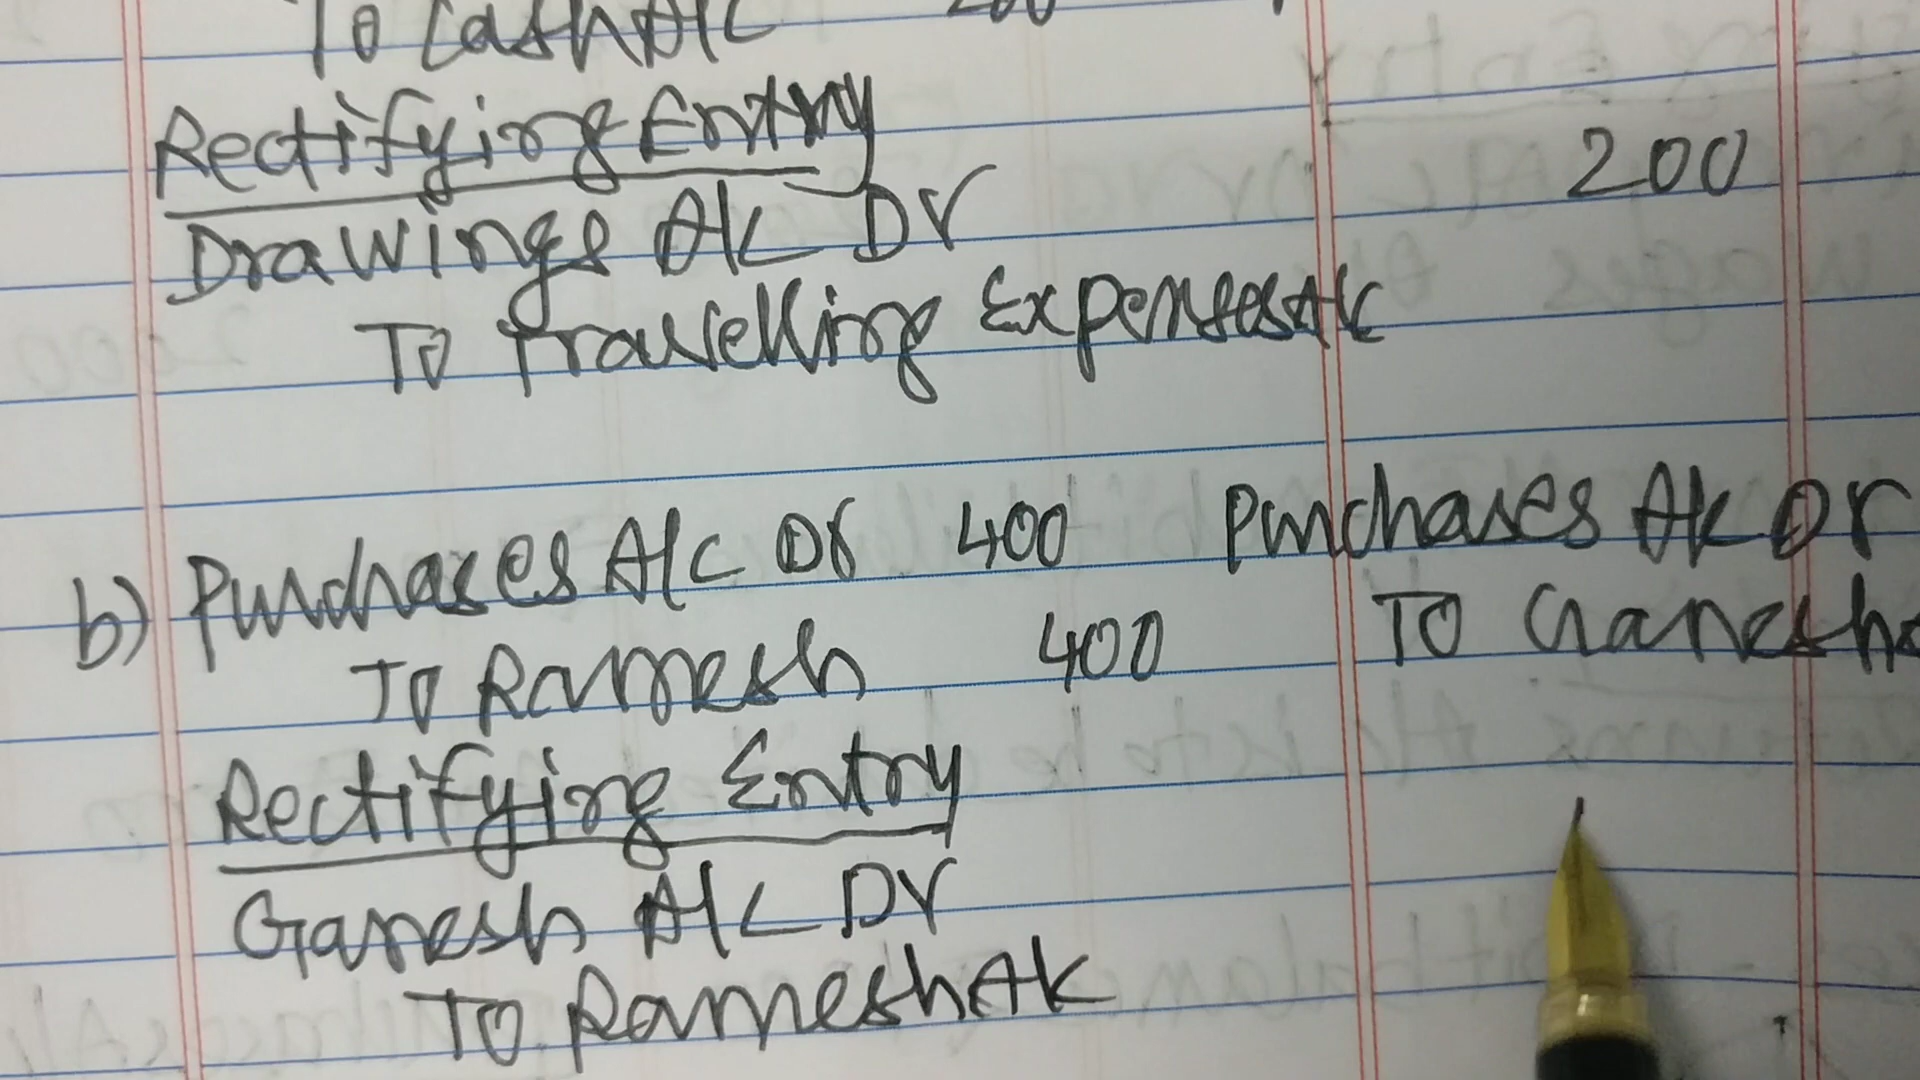 To Cash A/c 200
Rectifying Entry
200
Drawings A/c Dr
To Travelling Expenses A/c
b) Purchases A/c Dr 400 Purchases A/c Dr
To Ramesh 400 To Ganesh
Rectifying Entry
Ganesh A/c Dr
To Ramesh A/c